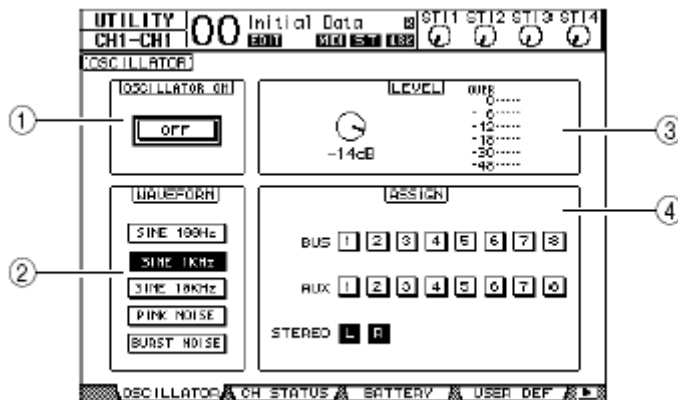 UTILITY 00 Initial Data ST1 ST2 ST3 ST4
CH1-CH1 EDIT MIDI ST
OSCILLATOR
OSCILLATOR ON
OFF
1
LEVEL
-14dB
OVER
0
-6
-12
-18
-30
-48
3
WAVEFORM
SINE 100Hz
SINE 1KHz
SINE 10KHz
PINK NOISE
BURST NOISE
2
ASSIGN
BUS 1 2 3 4 5 6 7 8
AUX 1 2 3 4 5 6 7 8
STEREO L R
4
OSCILLATOR CH STATUS BATTERY USER DEF